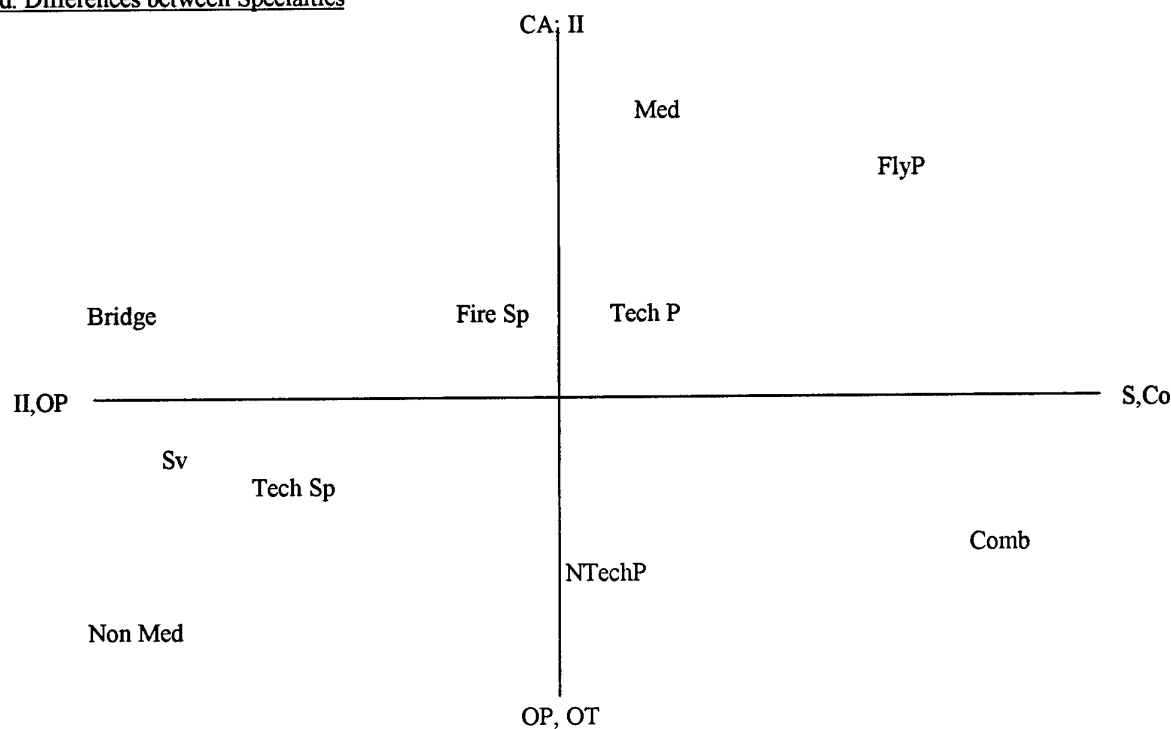 d. Differences between Specialties
CA; II
Med
FlyP
Bridge
Fire Sp
Tech P
II,OP
S,Co
Sv
Tech Sp
Comb
NTechP
Non Med
OP, OT